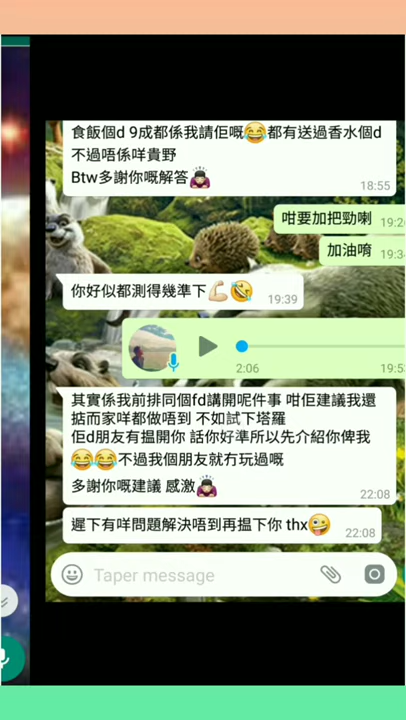 食飯個d 9成都係我請佢嘅😂都有送過香水個d
不過唔係咩貴野
Btw多謝你嘅解答🙇🏻‍♂️
18:55
咁要加把勁喇
19:2
加油唷
19:3
你好似都測得幾準下💪🏻🤣
19:39
2:06
19:5
其實係我前排同個fd講開呢件事 咁佢建議我還
掂而家咩都做唔到 不如試下塔羅
佢d朋友有搵開你 話你好準所以先介紹你俾我
😂😂不過我個朋友就冇玩過嘅
多謝你嘅建議 感激🙇🏻‍♂️
22:08
遲下有咩問題解決唔到再搵下你 thx🤪
22:08
Taper message